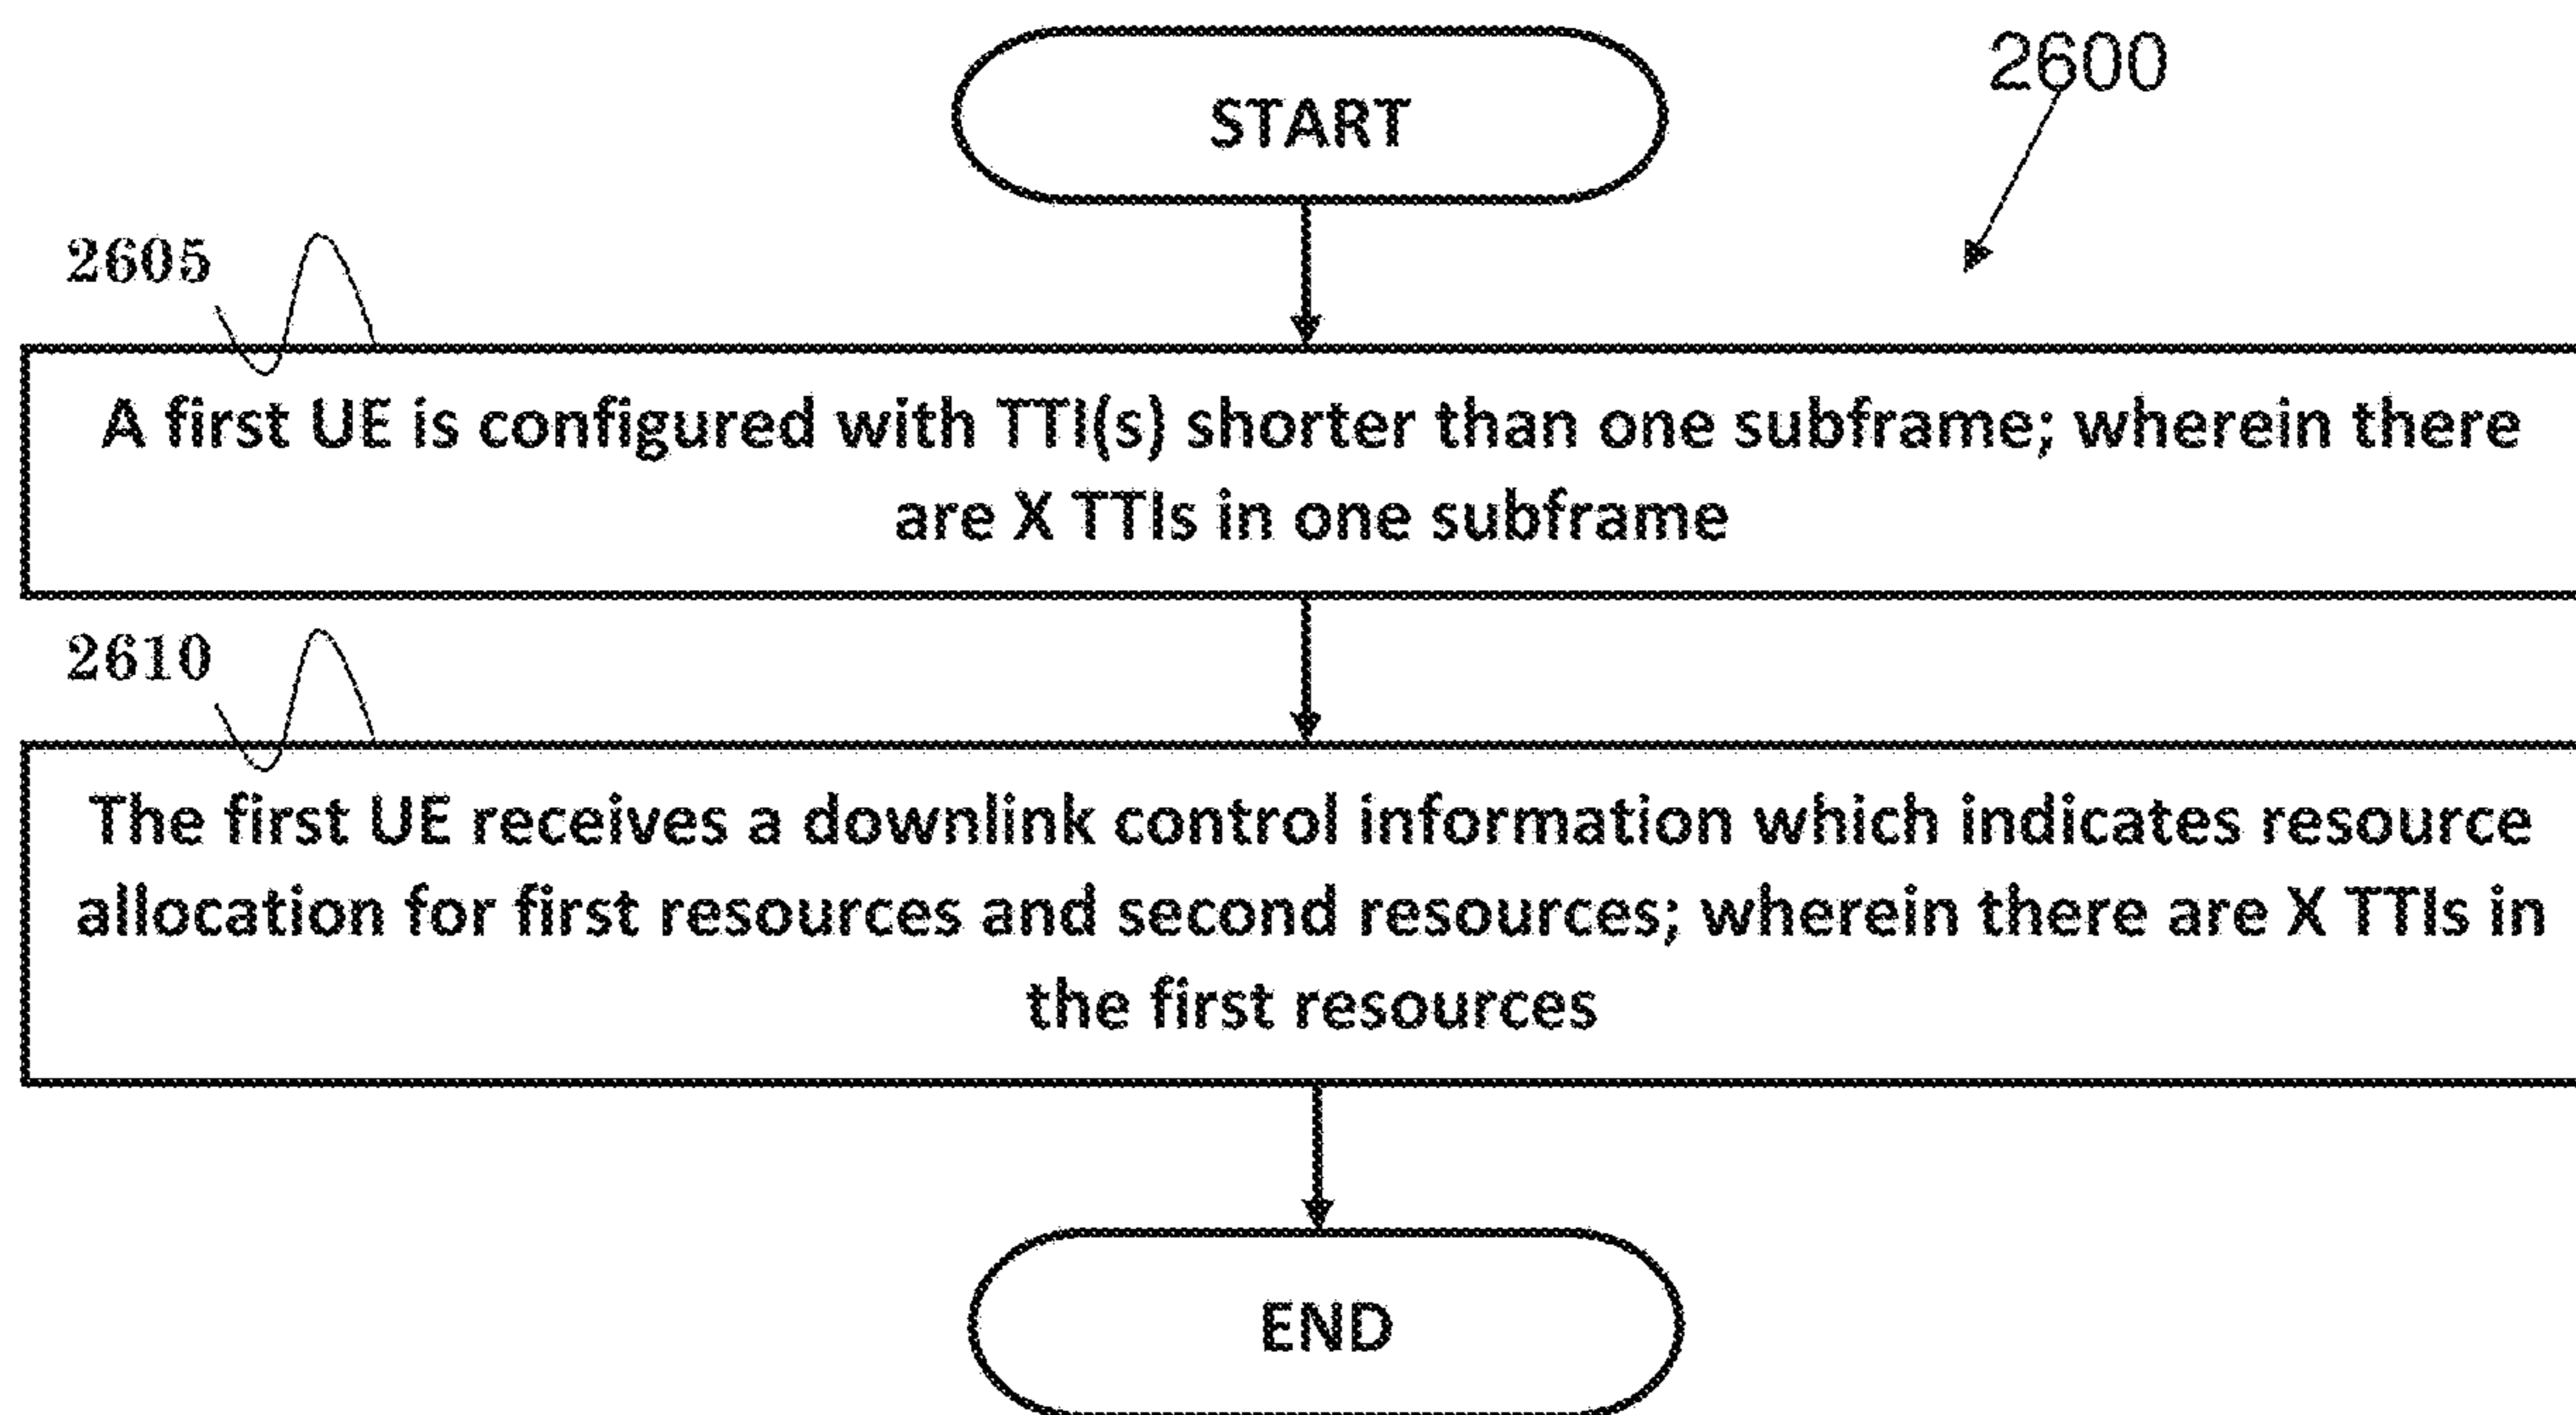 START
2600
2605
A first UE is configured with TTI(s) shorter than one subframe; wherein there
are X TTIs in one subframe
2610
The first UE receives a downlink control information which indicates resource
allocation for first resources and second resources; wherein there are X TTIs in
the first resources
END